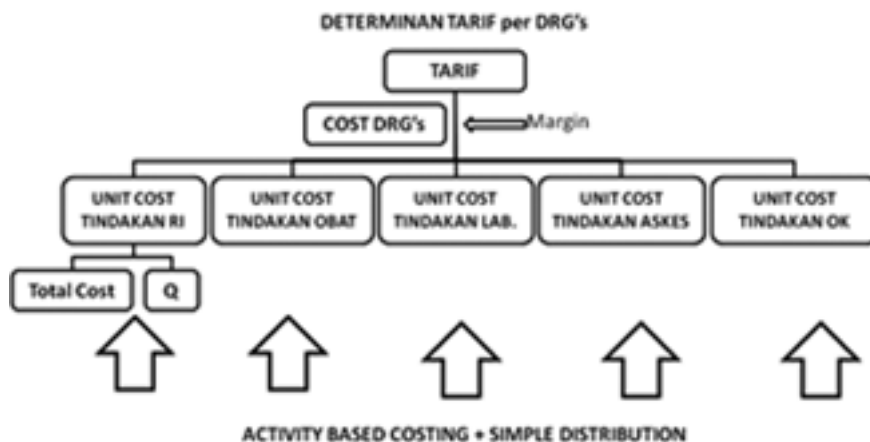 DETERMINAN TARIF per DRG's
TARIF
COST DRG's
Margin
UNIT COST
TINDAKAN RI
UNIT COST
TINDAKAN OBAT
UNIT COST
TINDAKAN LAB.
UNIT COST
TINDAKAN ASKES
UNIT COST
TINDAKAN OK
Total Cost
Q
ACTIVITY BASED COSTING + SIMPLE DISTRIBUTION